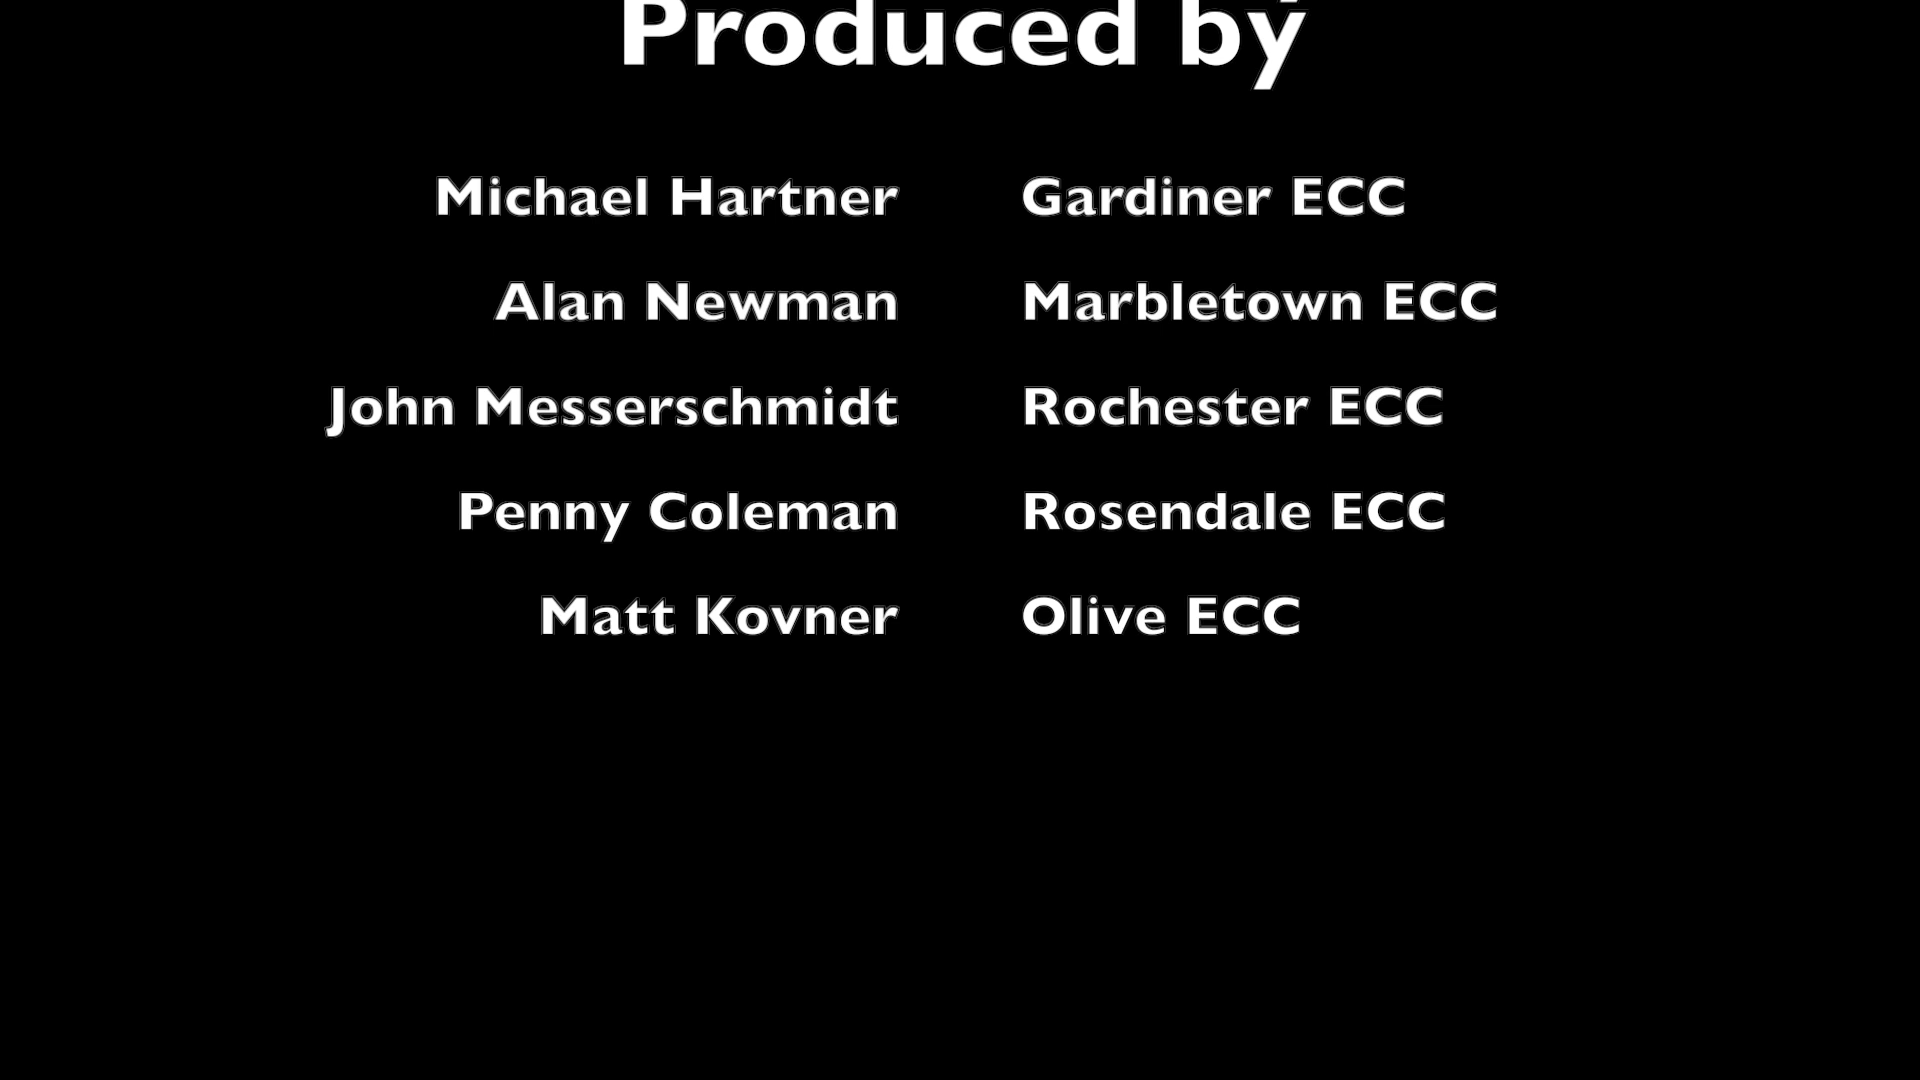 Produced by
Michael Hartner Gardiner ECC
Alan Newman Marbletown ECC
John Messerschmidt Rochester ECC
Penny Coleman Rosendale ECC
Matt Kovner Olive ECC